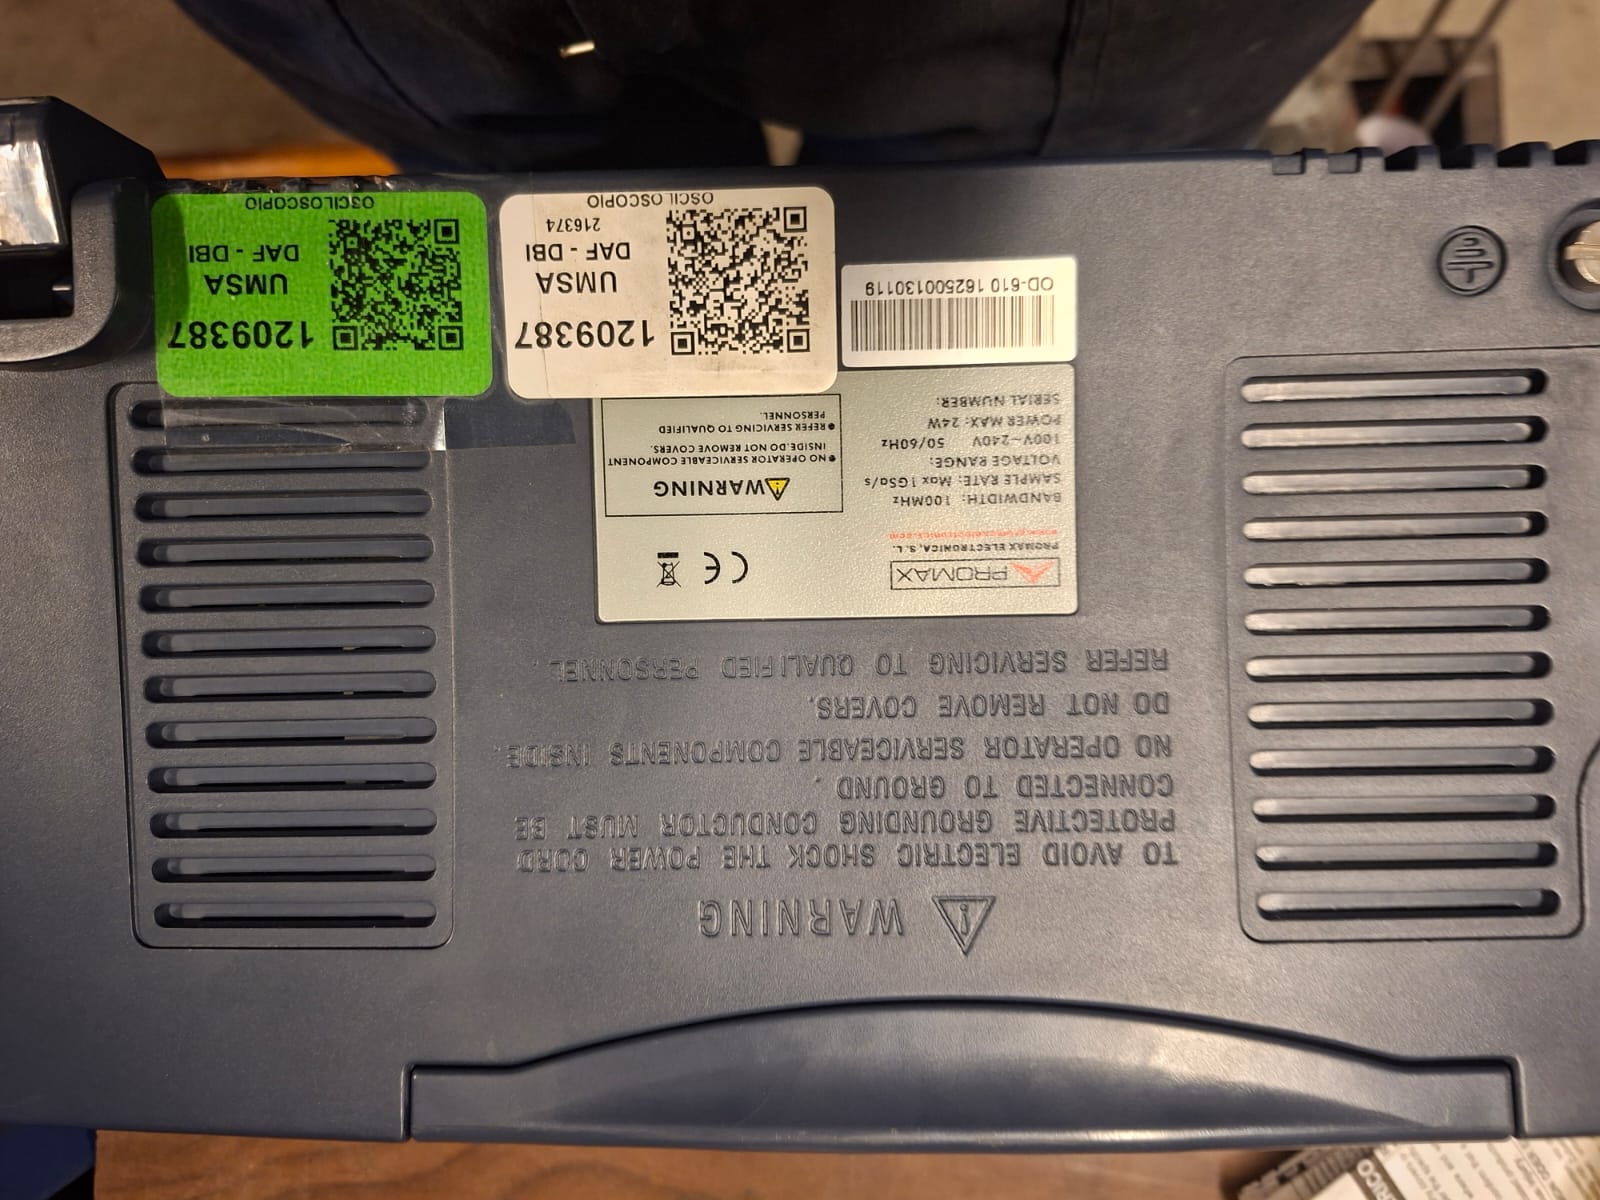 WARNING
TO AVOID ELECTRIC SHOCK THE POWER CORD
PROTECTIVE GROUNDING CONDUCTOR MUST BE
CONNECTED TO GROUND .
NO OPERATOR SERVICEABLE COMPONENTS INSIDE.
DO NOT REMOVE COVERS.
REFER SERVICING TO QUALIFIED PERSONNEL.
PROMAX
PROMAX ELECTRONICA, S. L.
BANDWIDTH: 100MHz
SAMPLE RATE: Max 1GSa/s
VOLTAGE RANGE:
100V~240V 50/60Hz
POWER MAX: 24W
SERIAL NUMBER:
CE
WARNING
● NO OPERATOR SERVICEABLE COMPONENT
INSIDE.DO NOT REMOVE COVERS.
● REFER SERVICING TO QUALIFIED
PERSONNEL.
OD-610 162500130119
1209387
UMSA
DAF - DBI
216374
OSCILOSCOPIO
1209387
UMSA
DAF - DBI
OSCILOSCOPIO